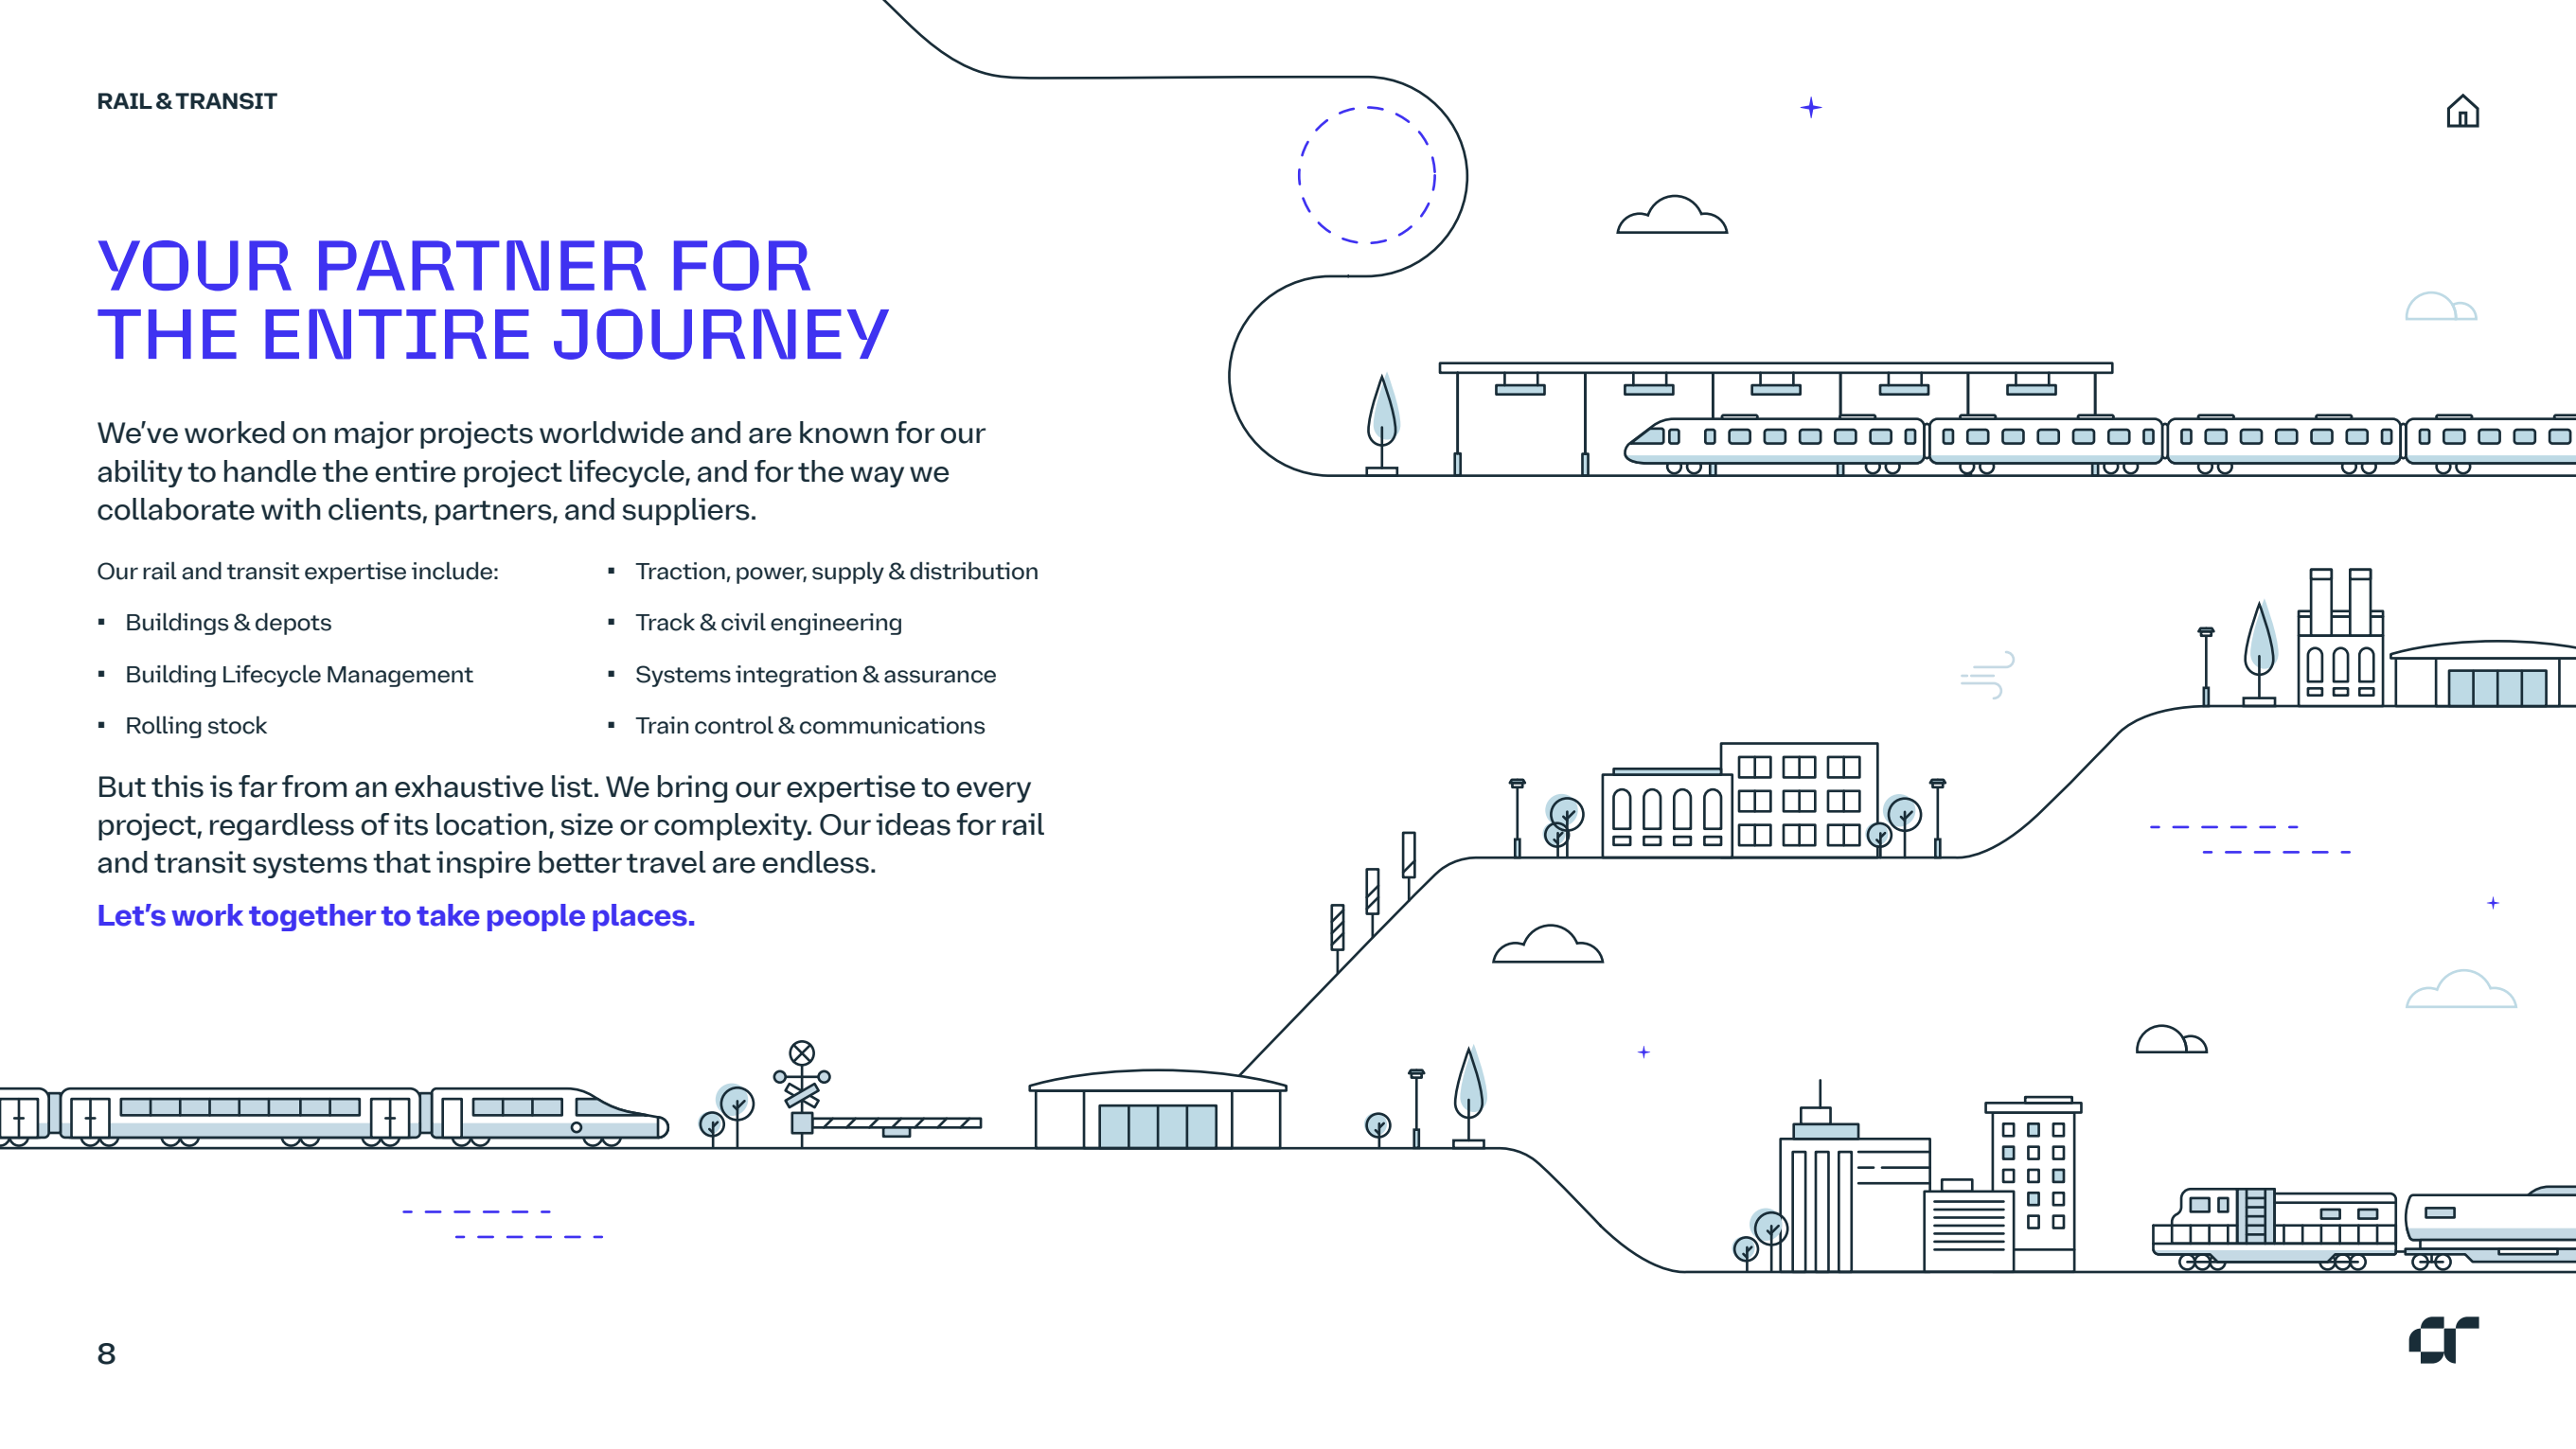 RAIL & TRANSIT
YOUR PARTNER FOR
THE ENTIRE JOURNEY
We’ve worked on major projects worldwide and are known for our
ability to handle the entire project lifecycle, and for the way we
collaborate with clients, partners, and suppliers.
Our rail and transit expertise include:
▪ Buildings & depots
▪ Building Lifecycle Management
▪ Rolling stock
▪ Traction, power, supply & distribution
▪ Track & civil engineering
▪ Systems integration & assurance
▪ Train control & communications
But this is far from an exhaustive list. We bring our expertise to every
project, regardless of its location, size or complexity. Our ideas for rail
and transit systems that inspire better travel are endless.
Let’s work together to take people places.
8